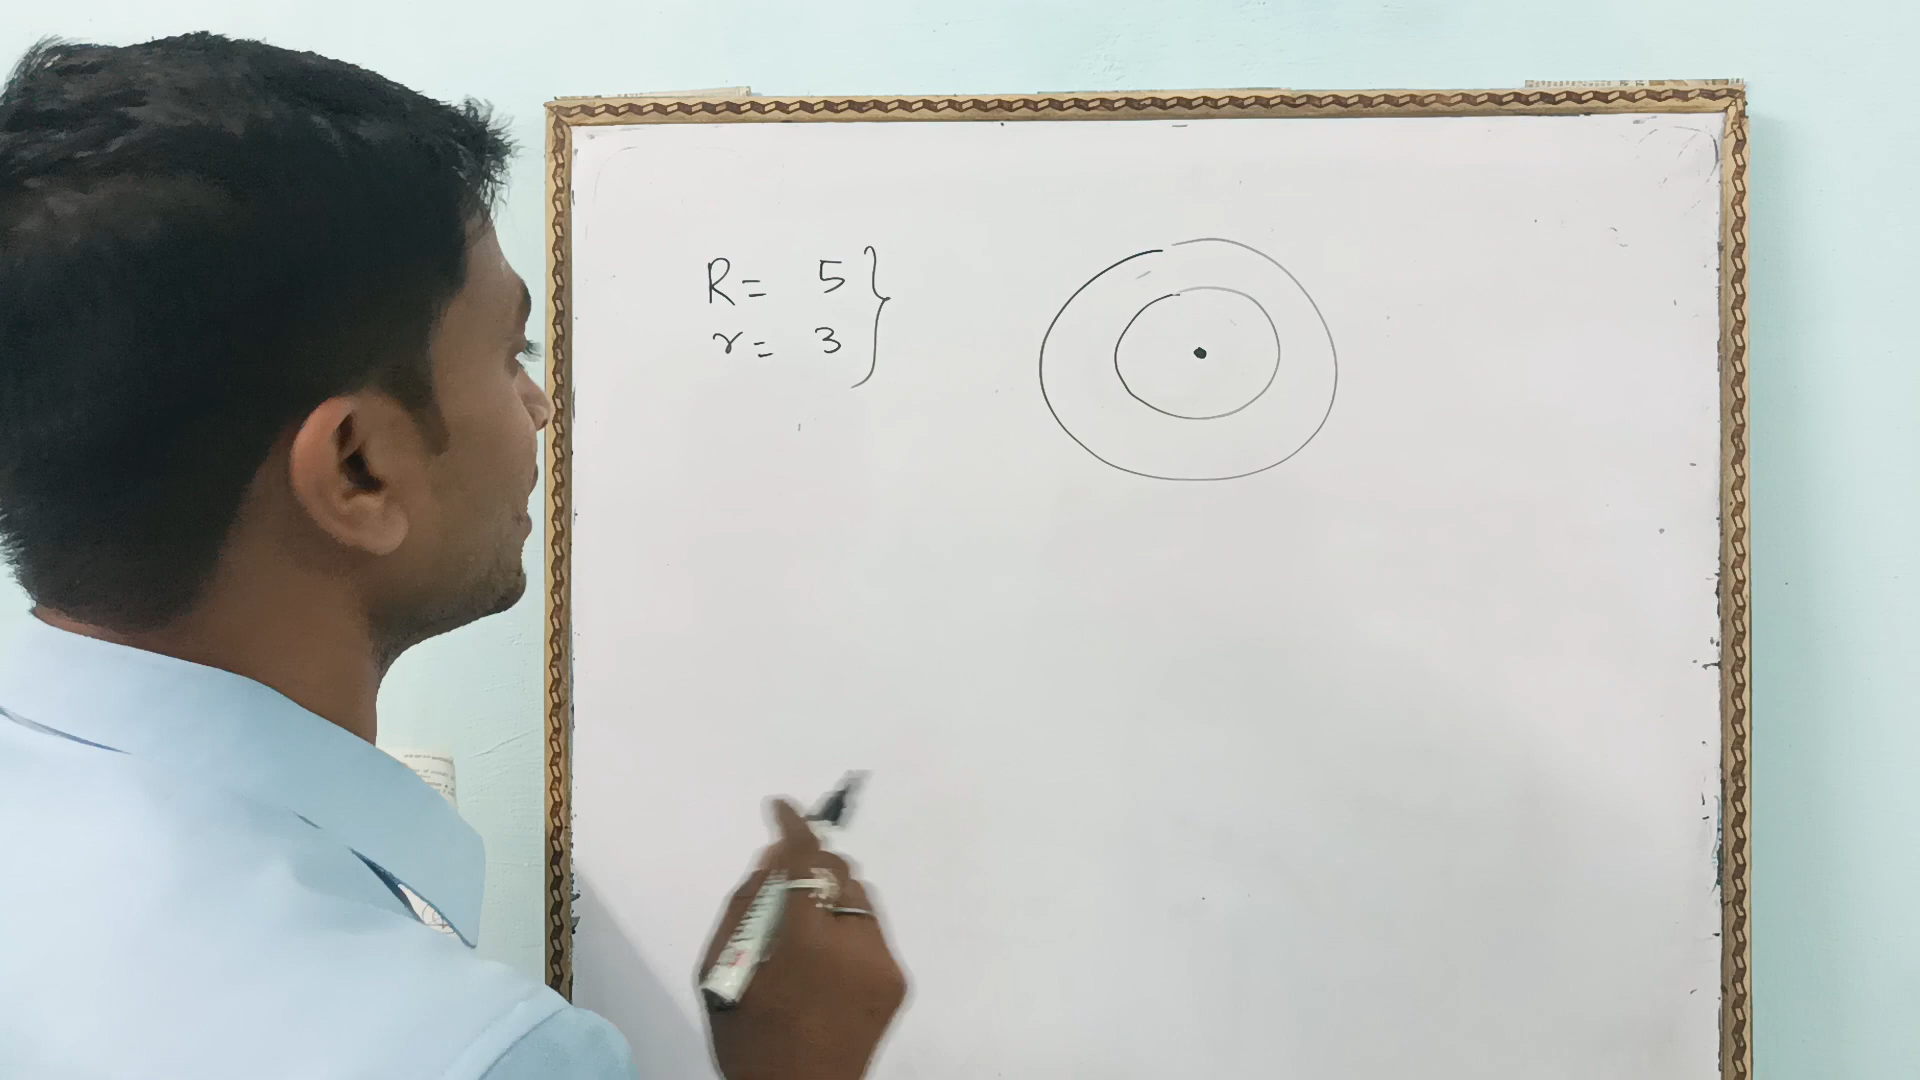 R = 5 }
r = 3